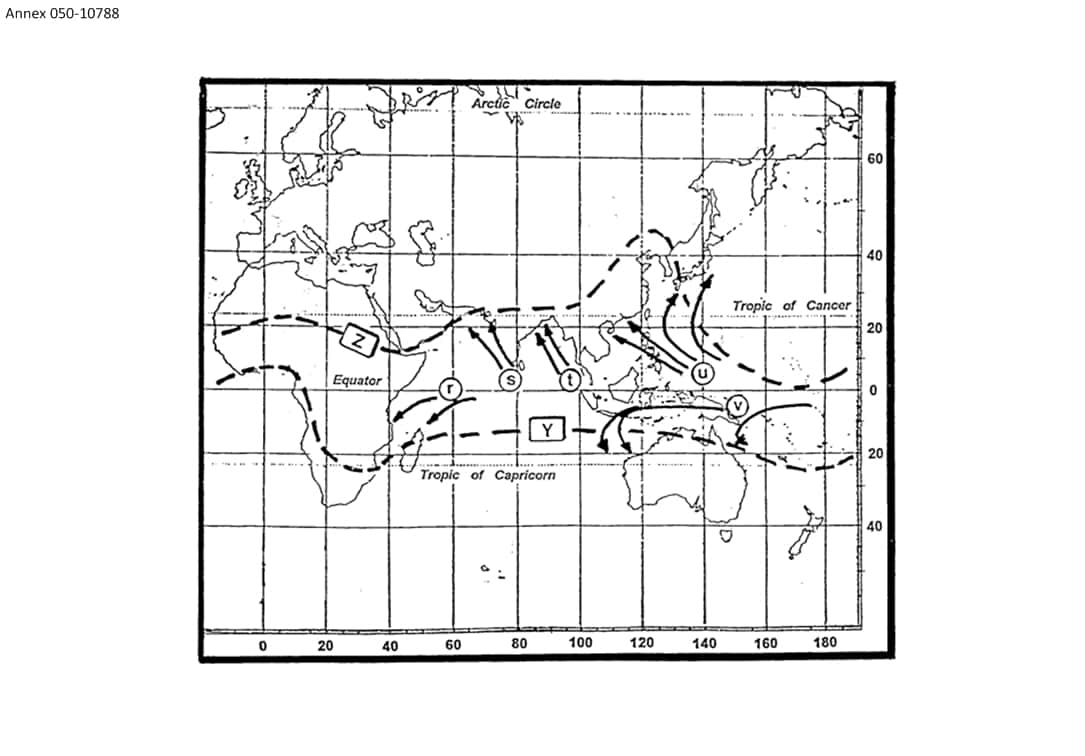 Annex 050-10788
Arctic Circle
60
40
Tropic of Cancer
20
Z
Equator
r
s
t
u
0
v
Y
20
Tropic of Capricorn
40
0 20 40 60 80 100 120 140 160 180